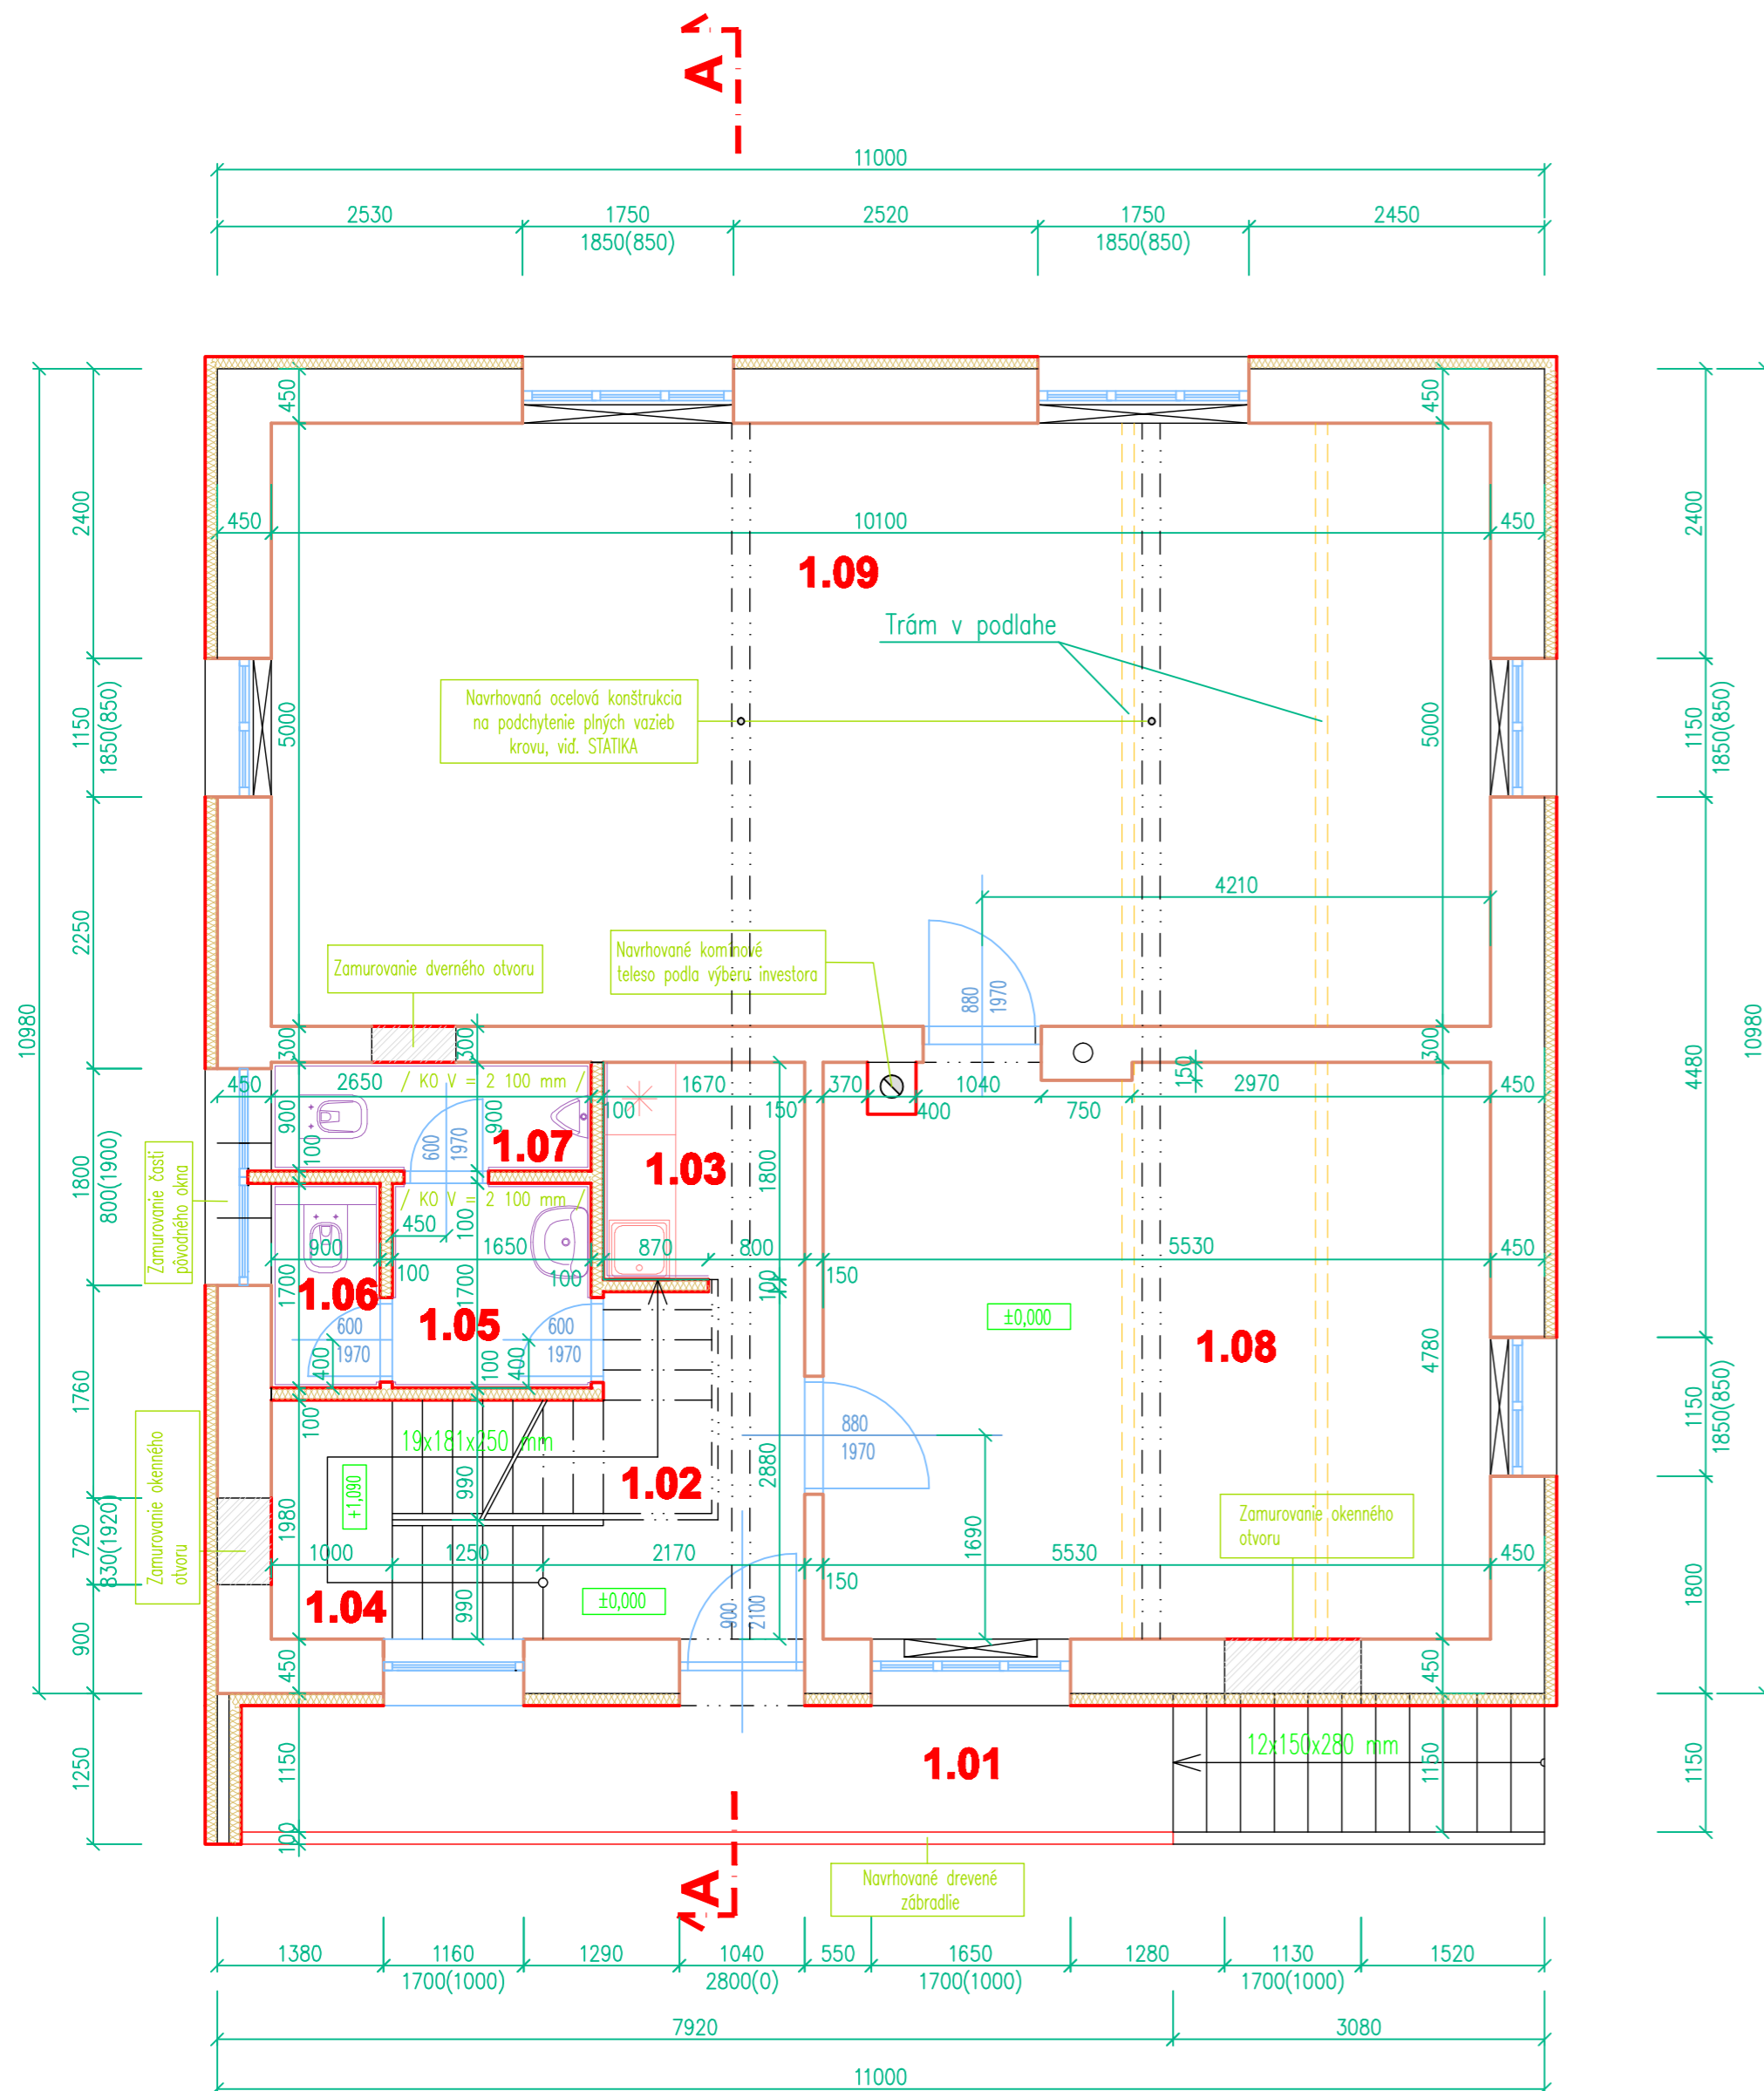 A
11000
2530 1750 2520 1750 2450
1850(850) 1850(850)
450 450
2400 2400
450 10100 450
1.09
Trám v podlahe
Navrhovaná ocelová konštrukcia
na podchytenie plných vazieb
krovu, viď. STATIKA
1150 1850(850)
5000 5000
1150 1850(850)
4210
2250
Zamurovanie dverného otvoru
Navrhované komínové
teleso podla výberu investora
880
1970
10980 10980
300 300 300
450 2650 / KO V = 2 100 mm / 1670 370 1040 150 2970 450
100 150 400 750
900 900
100
600
1970
1.07
1.03
4480
1800
800(1900)
Zamurovanie časti
pôvodného okna
/ KO V = 2 100 mm /
450 100
1800
900 1650 870 800 5530 450
100 100 100 150
1700 1700
1.06
1.05
600 600
1970 1970
400 100 400
±0,000
1.08
4780
1760
100
19x181x250 mm
880
1970
1150
1850(850)
Zamurovanie okenného
otvoru
+1,090
990
1.02
2880
1690
Zamurovanie okenného
otvoru
720
830(1920)
1980
1000 1250 2170 5530 450
150
1.04
990
±0,000
900
2100
900 1800
450 450
1250 1150 1150 1150
100
1.01
12x150x280 mm
A
Navrhované drevené
zábradlie
1380 1160 1290 1040 550 1650 1280 1130 1520
1700(1000) 2800(0) 1700(1000) 1700(1000)
7920 3080
11000